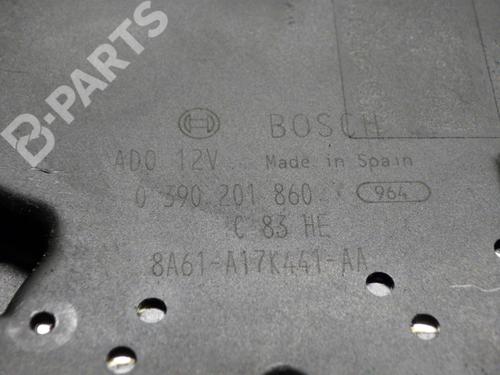 B-PARTS
BOSCH
ADO 12V Made in Spain
0 390 201 860 964
C 83 HE
8A61-A17K441-AA